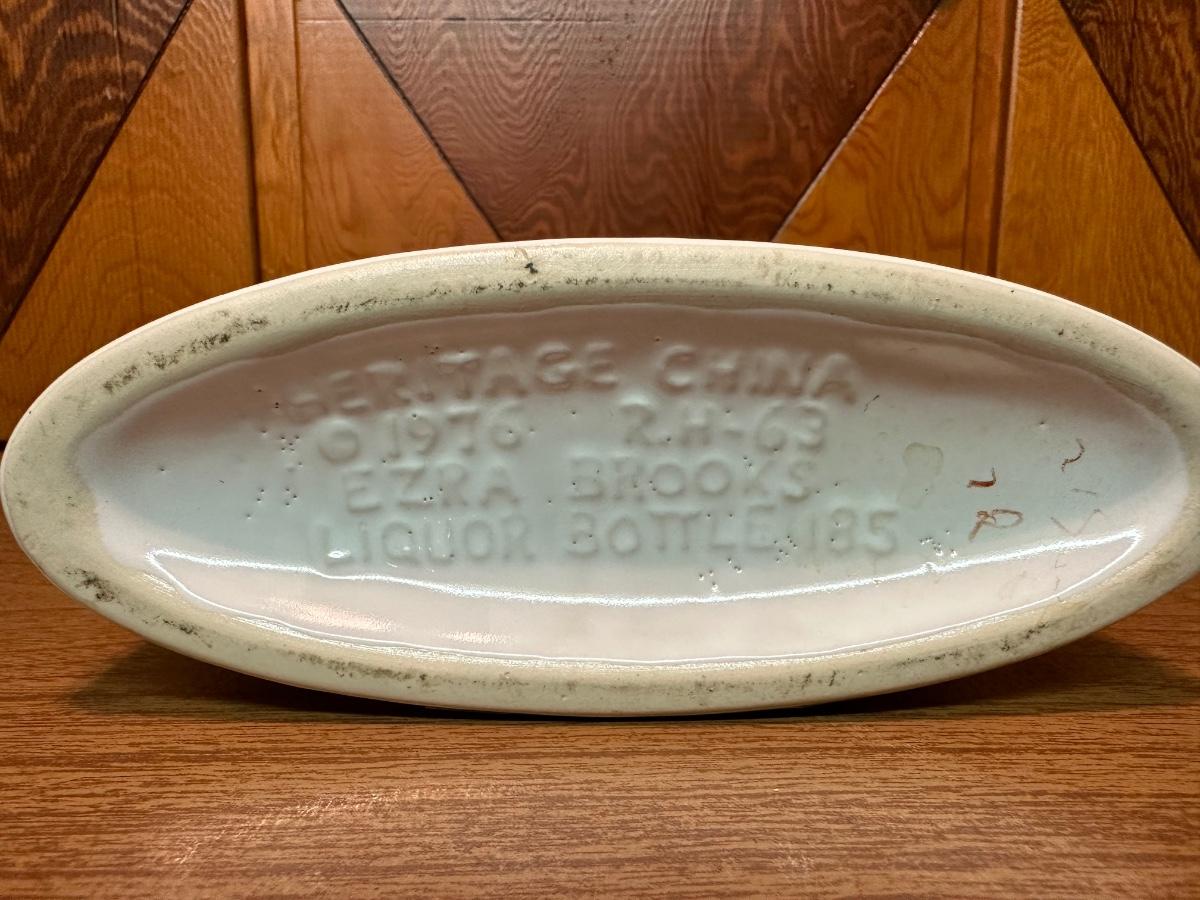 HERITAGE CHINA
© 1976 R.H-63
EZRA BROOKS
LIQUOR BOTTLE 185